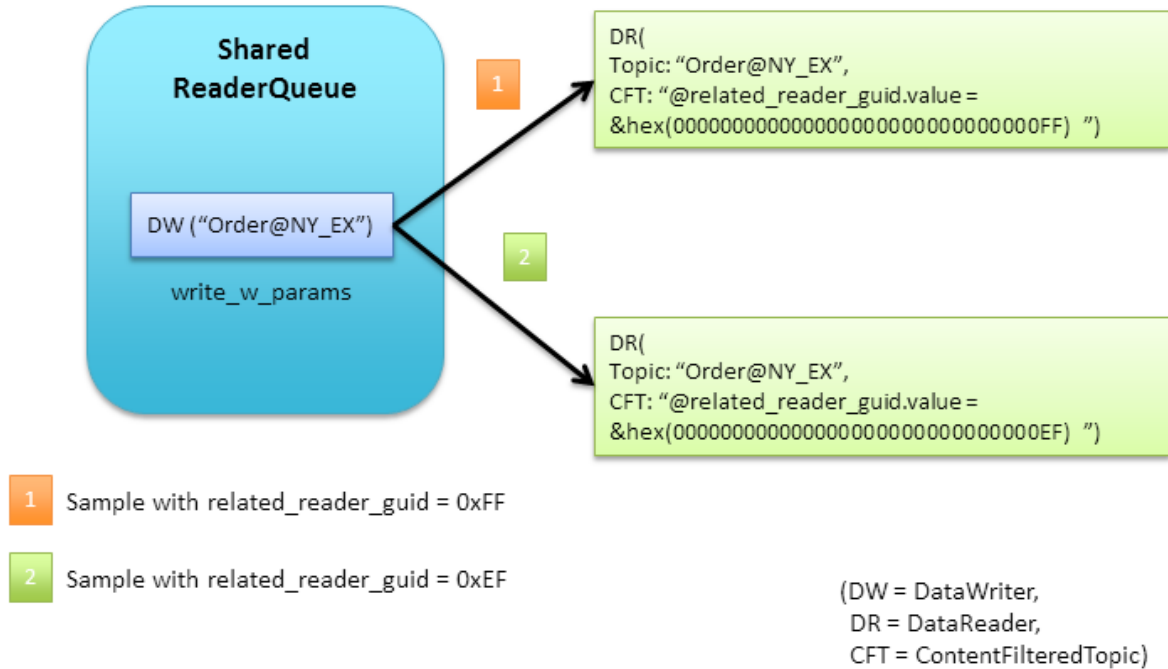 Shared
ReaderQueue
DW (“Order@NY_EX”)
write_w_params
1
2
DR(
Topic: “Order@NY_EX”,
CFT: “@related_reader_guid.value =
&hex(000000000000000000000000000000FF)  ”)
DR(
Topic: “Order@NY_EX”,
CFT: “@related_reader_guid.value =
&hex(000000000000000000000000000000EF)  ”)
1 Sample with related_reader_guid = 0xFF
2 Sample with related_reader_guid = 0xEF
(DW = DataWriter,
DR = DataReader,
CFT = ContentFilteredTopic)